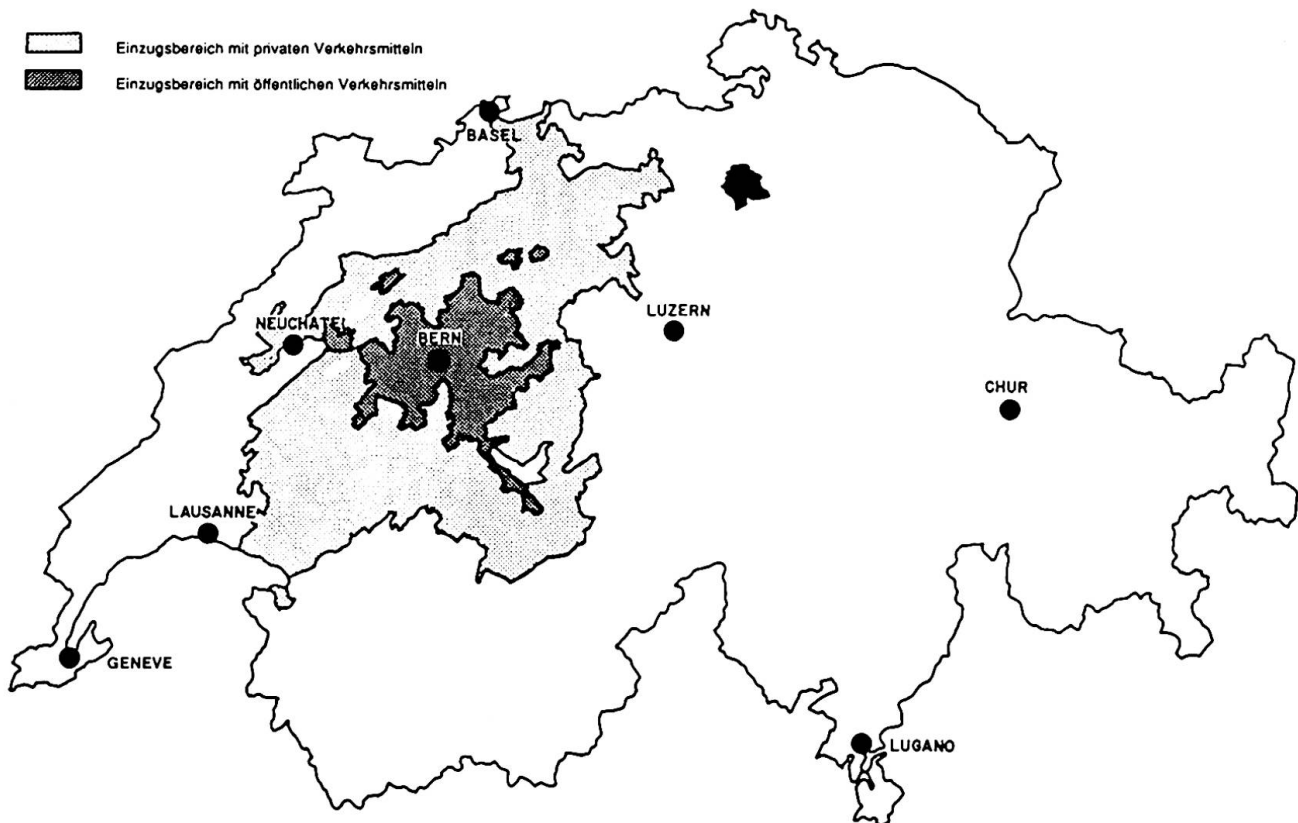 Einzugsbereich mit privaten Verkehrsmitteln
Einzugsbereich mit öffentlichen Verkehrsmitteln
BASEL
NEUCHATEL
BERN
LUZERN
CHUR
LAUSANNE
GENEVE
LUGANO